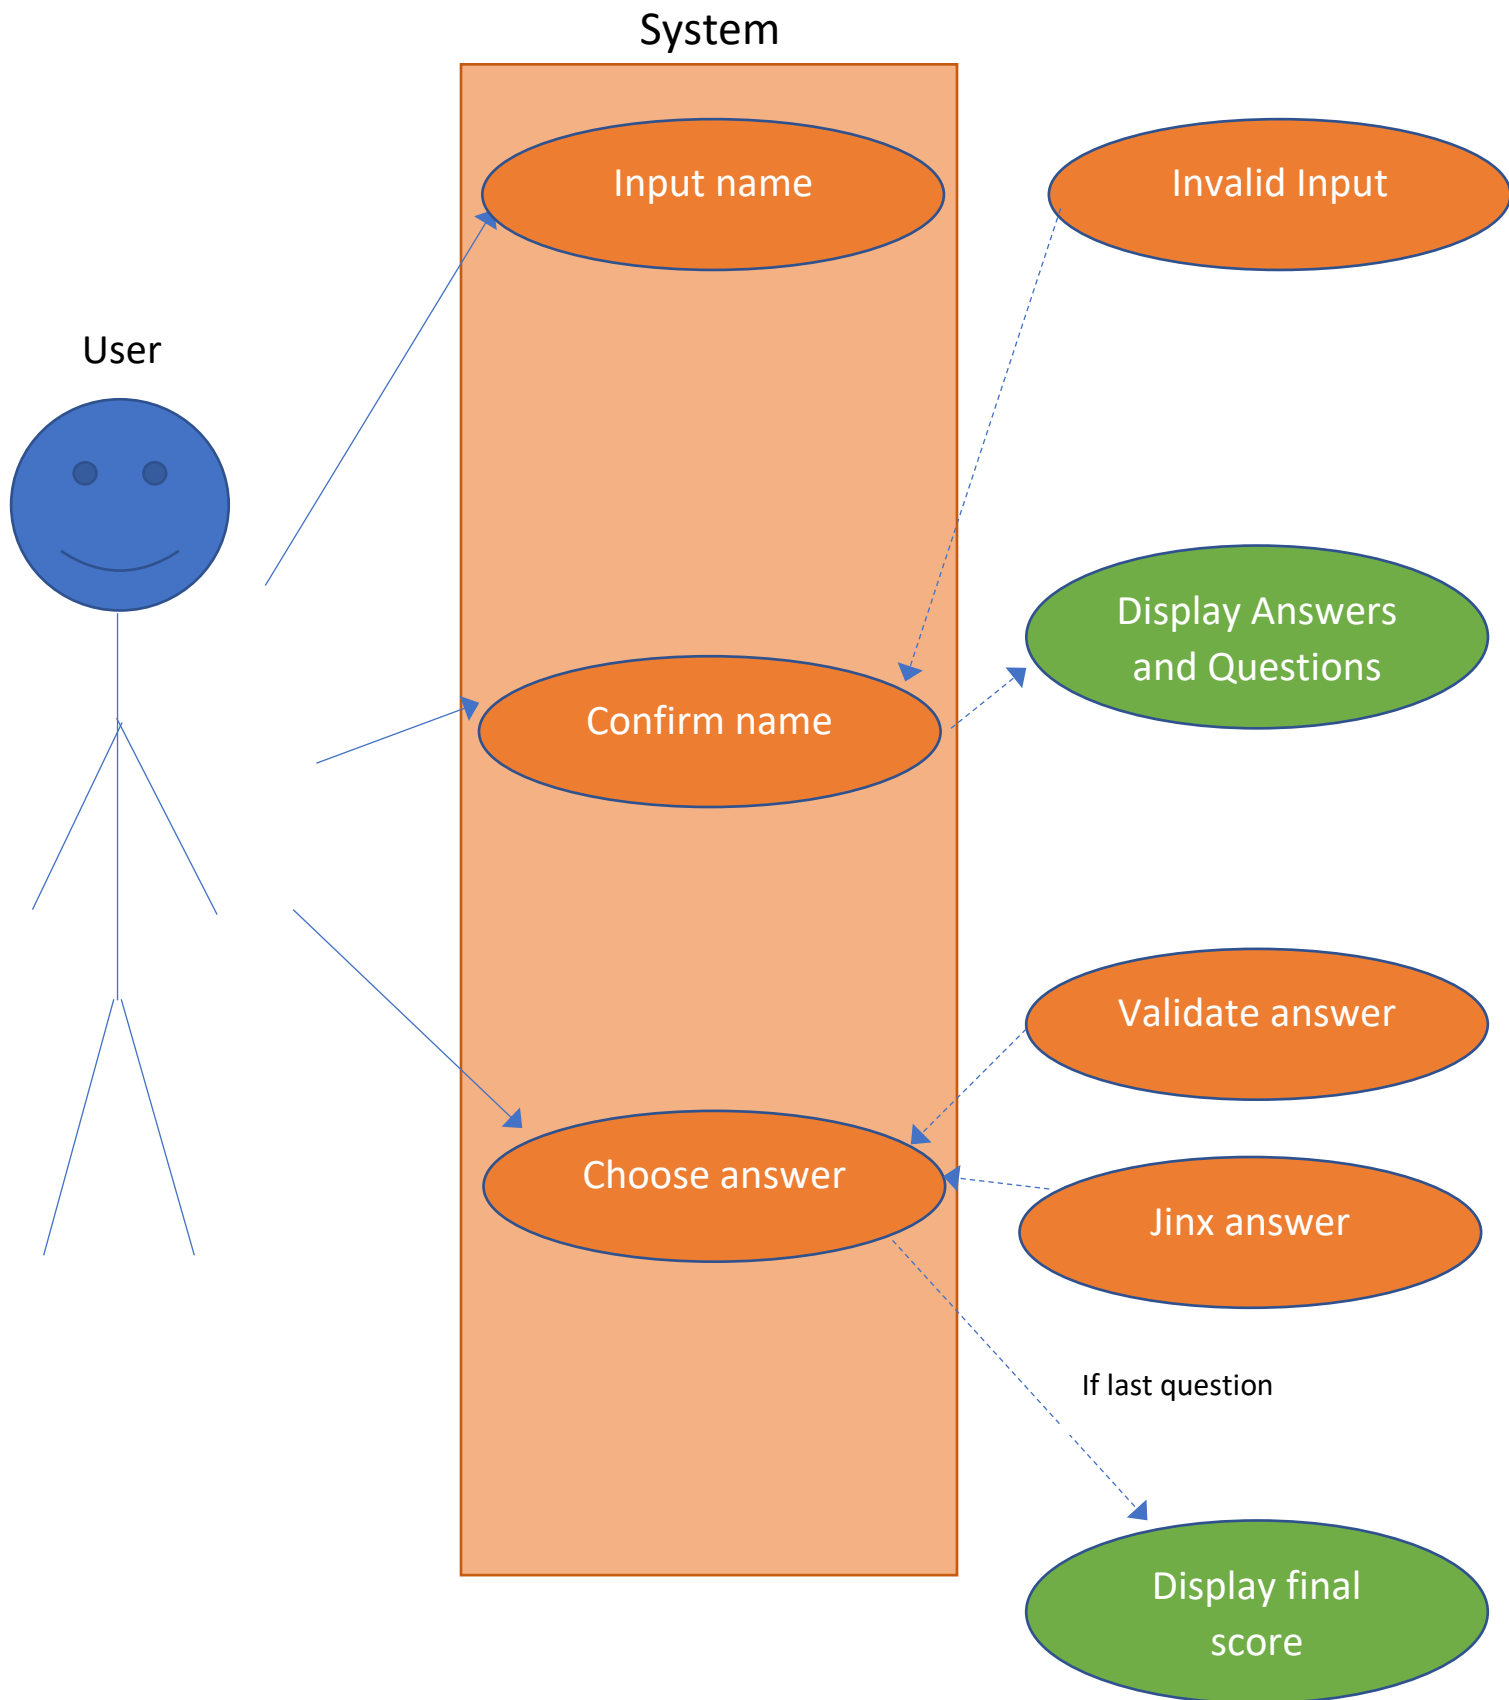 System
Input name
Invalid Input
User
Display Answers
and Questions
Confirm name
Validate answer
Choose answer
Jinx answer
If last question
Display final
score